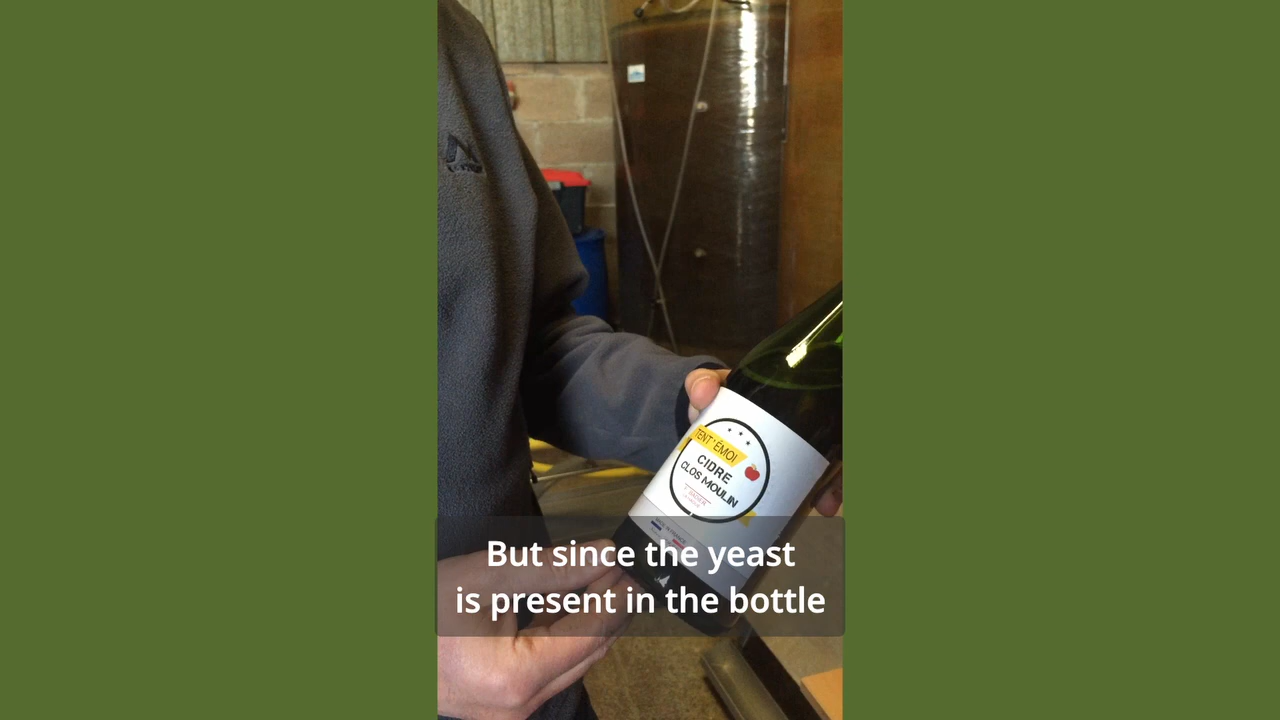 TENT'ÉMOI
CIDRE
CLOS MOULIN
But since the yeast
is present in the bottle